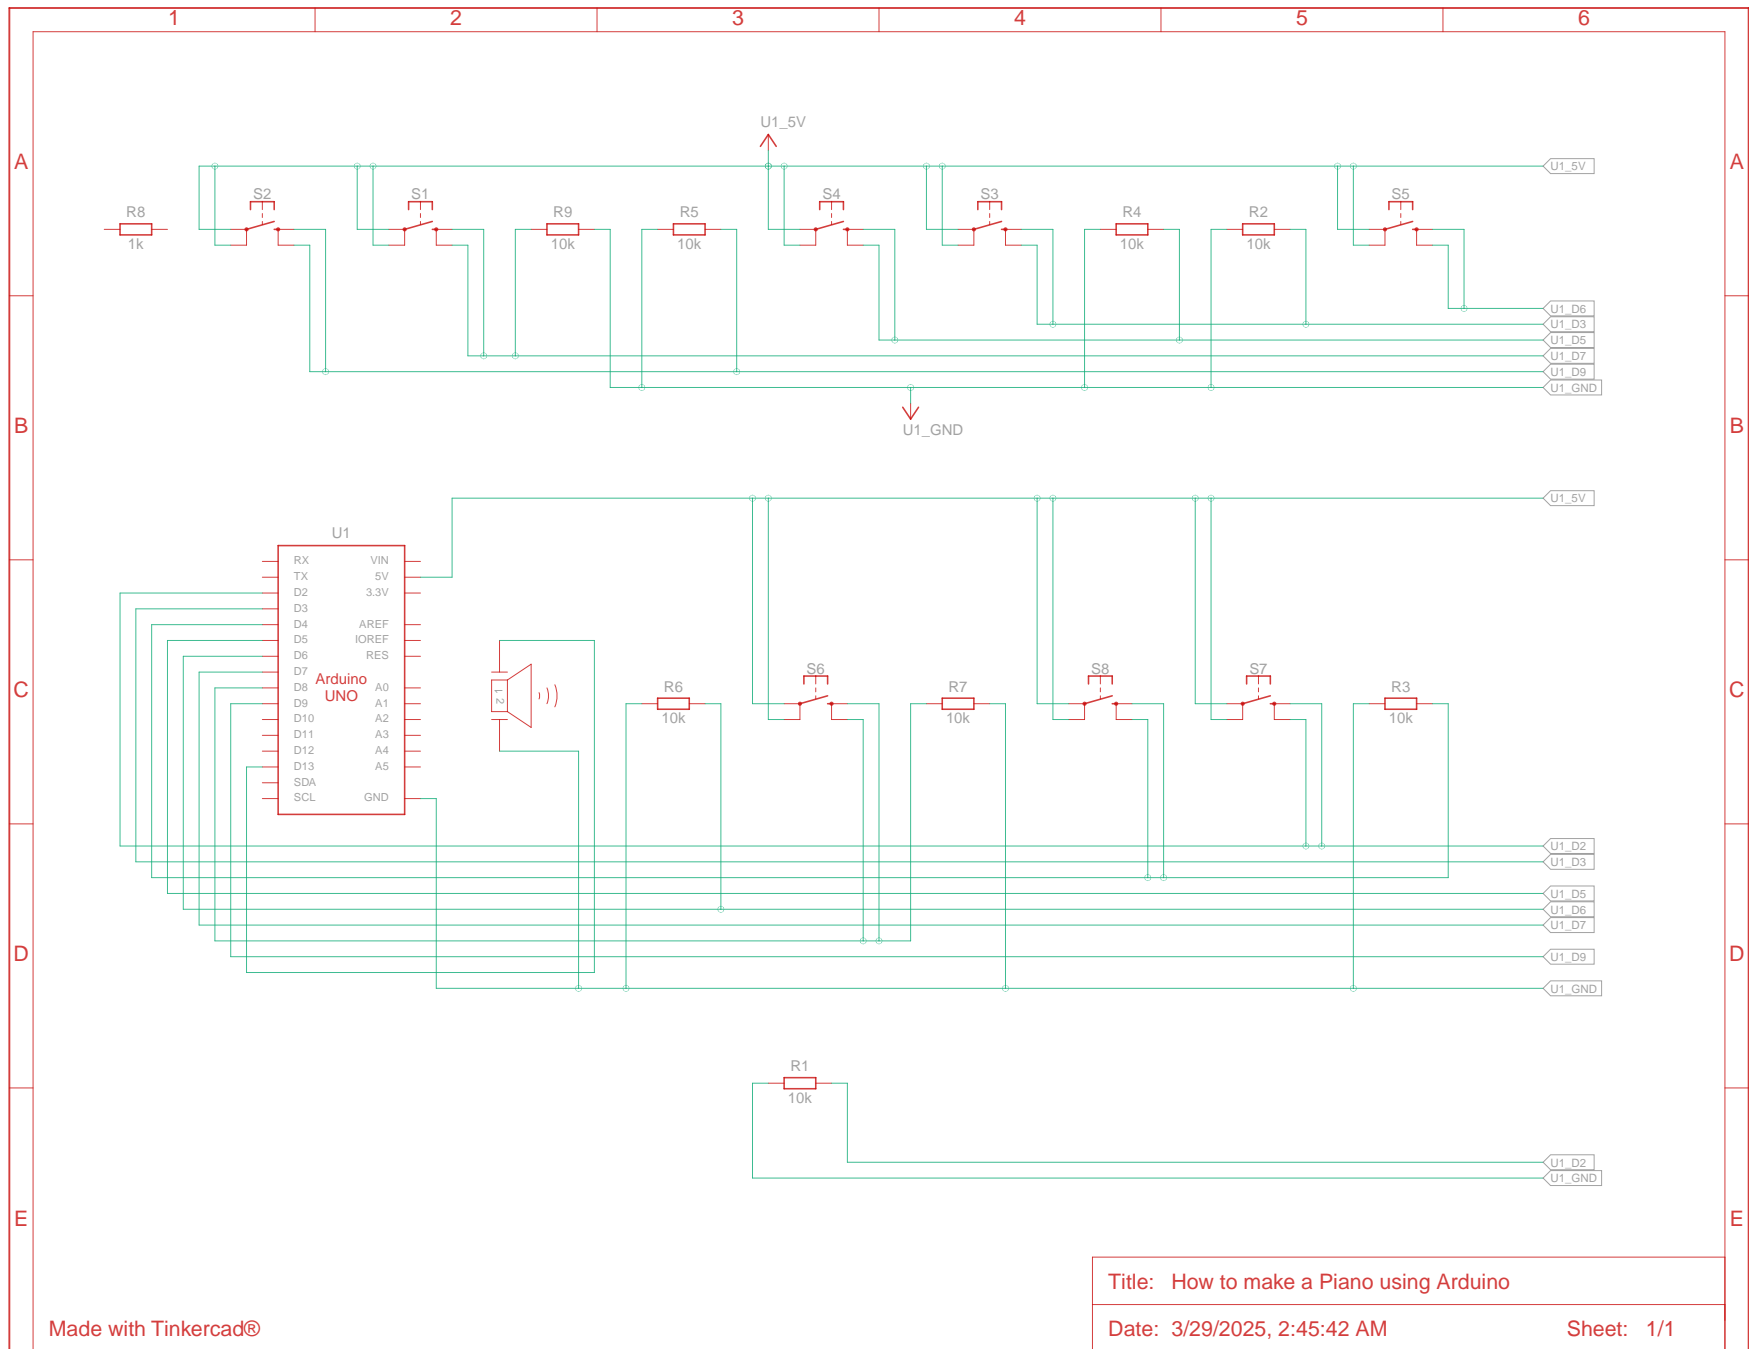 1 2 3 4 5 6
U1_5V
A A
U1_5V
S2 S1 S4 S3 S5
R8 R9 R5 R4 R2
1k 10k 10k 10k 10k
U1_D6
U1_D3
U1_D5
U1_D7
U1_D9
U1_GND
B B
U1_GND
U1_5V
U1
RX VIN
TX 5V
D2 3.3V
D3
D4 AREF
D5 IOREF
D6 RES
D7
Arduino
UNO
D8 A0
D9 A1
D10 A2
D11 A3
D12 A4
D13 A5
SDA
SCL GND
1 2
S6 S8 S7
C C
R6 R7 R3
10k 10k 10k
U1_D2
U1_D3
U1_D5
U1_D6
U1_D7
D D
U1_D9
U1_GND
R1
10k
U1_D2
U1_GND
E E
Title: How to make a Piano using Arduino
Made with Tinkercad®
Date: 3/29/2025, 2:45:42 AM Sheet: 1/1